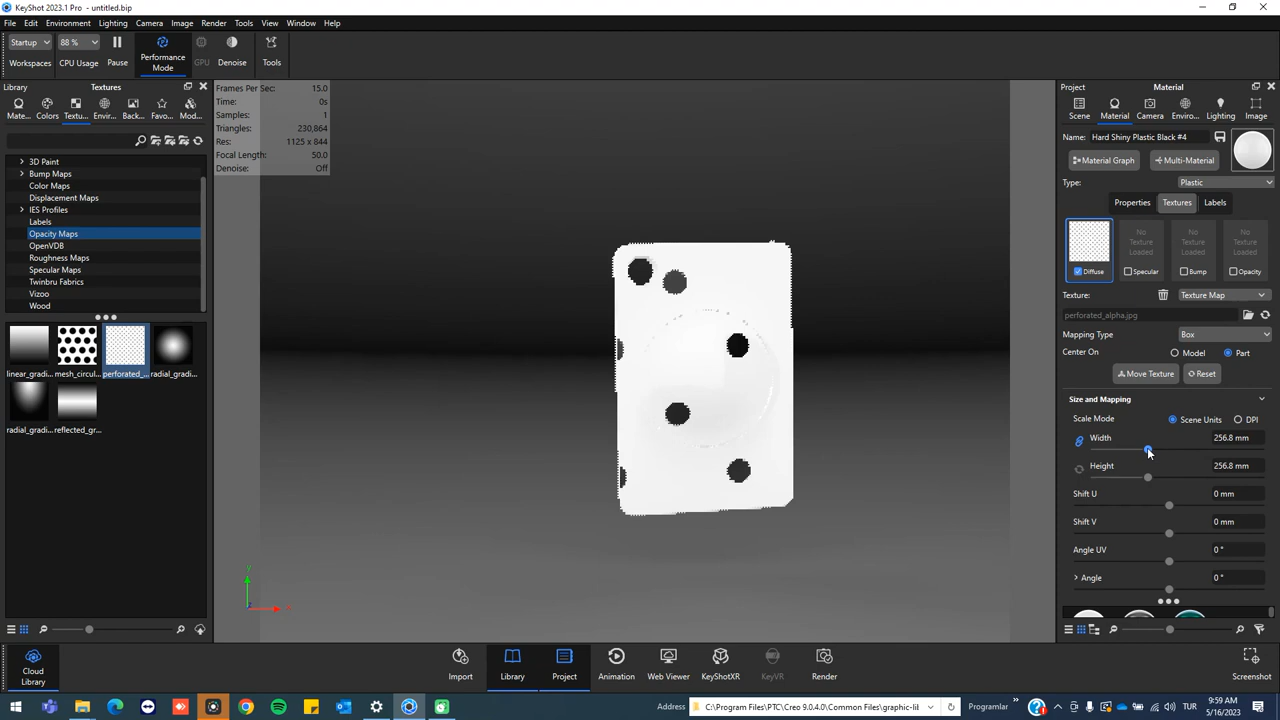 KeyShot 2023.1 Pro - untitled.bip
File Edit Environment Lighting Camera Image Render Tools View Window Help
Startup 88 %
Workspaces CPU Usage Pause Performance Mode GPU Denoise Tools
Library Textures
Mate... Colors Textu... Envir... Back... Favo... Mod...
3D Paint
Bump Maps
Color Maps
Displacement Maps
IES Profiles
Labels
Opacity Maps
OpenVDB
Roughness Maps
Specular Maps
Twinbru Fabrics
Vizoo
Wood
linear_gradi... mesh_circul... perforated_... radial_gradi...
radial_gradi... reflected_gr...
Cloud Library
Frames Per Sec: 15.0
Time: 0s
Samples: 1
Triangles: 230,864
Res: 1125 x 844
Focal Length: 50.0
Denoise: Off
Y
Project Material
Scene Material Camera Enviro... Lighting Image
Name: Hard Shiny Plastic Black #4
Material Graph Multi-Material
Type: Plastic
Properties Textures Labels
No Texture Loaded No Texture Loaded No Texture Loaded
Diffuse Specular Bump Opacity
Texture: Texture Map
perforated_alpha.jpg
Mapping Type Box
Center On Model Part
Move Texture Reset
Size and Mapping
Scale Mode Scene Units DPI
Width 256.8 mm
Height 256.8 mm
Shift U 0 mm
Shift V 0 mm
Angle UV 0 °
Angle 0 °
Import Library Project Animation Web Viewer KeyShotXR KeyVR Render Screenshot
Address C:\Program Files\PTC\Creo 9.0.4.0\Common Files\graphic-lib Programlar TUR 9:59 AM
5/16/2023